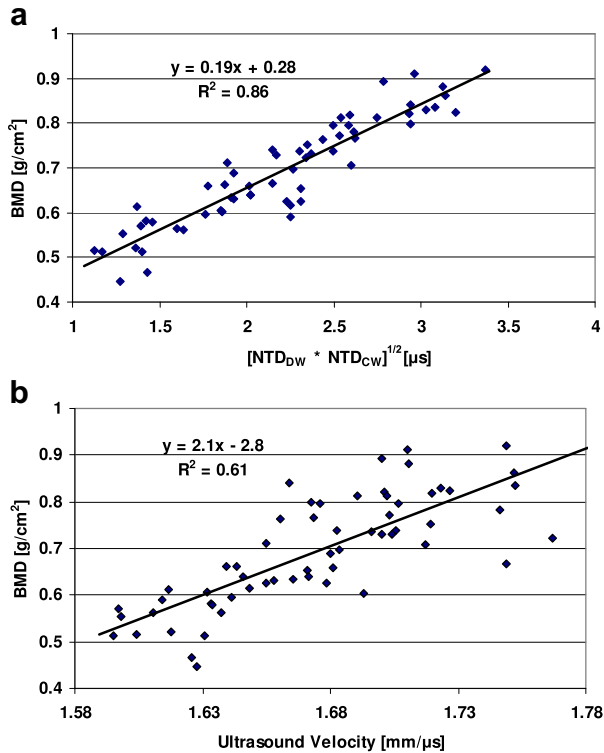 a
y = 0.19x + 0.28
R² = 0.86
BMD [g/cm²]
1
0.9
0.8
0.7
0.6
0.5
0.4
1 1.5 2 2.5 3 3.5 4
[NTD_DW * NTD_CW]^1/2 [µs]
b
y = 2.1x - 2.8
R² = 0.61
BMD [g/cm²]
1
0.9
0.8
0.7
0.6
0.5
0.4
1.58 1.63 1.68 1.73 1.78
Ultrasound Velocity [mm/µs]